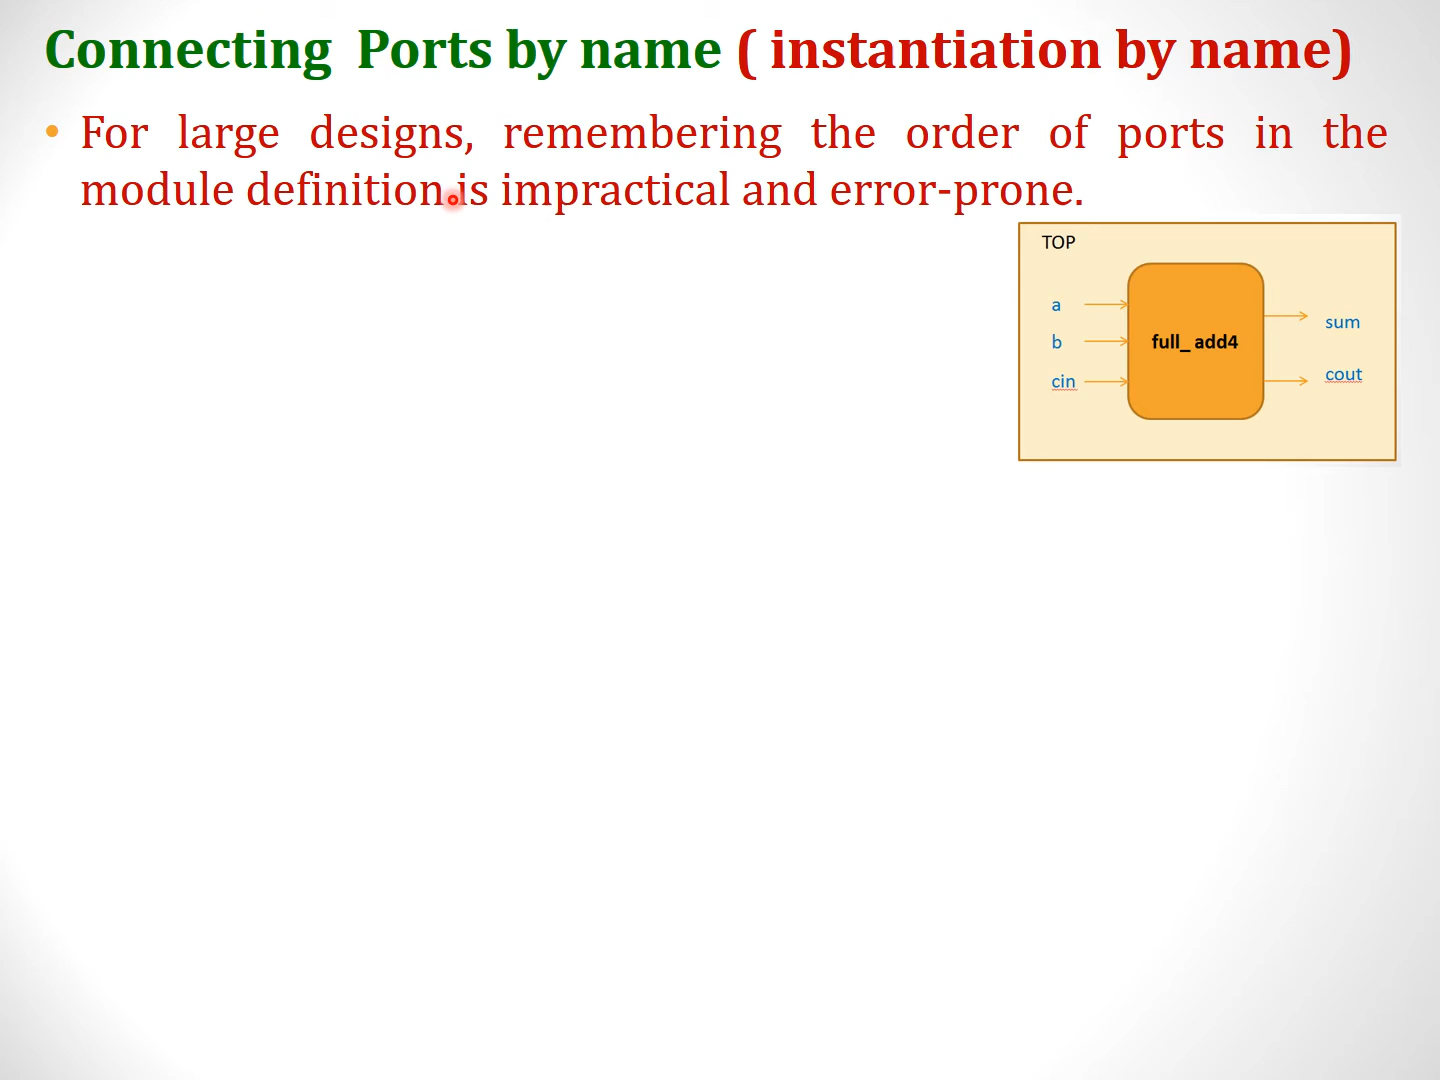 Connecting Ports by name ( instantiation by name)
• For large designs, remembering the order of ports in the
module definition is impractical and error-prone.
TOP
a
b
cin
full_ add4
sum
cout